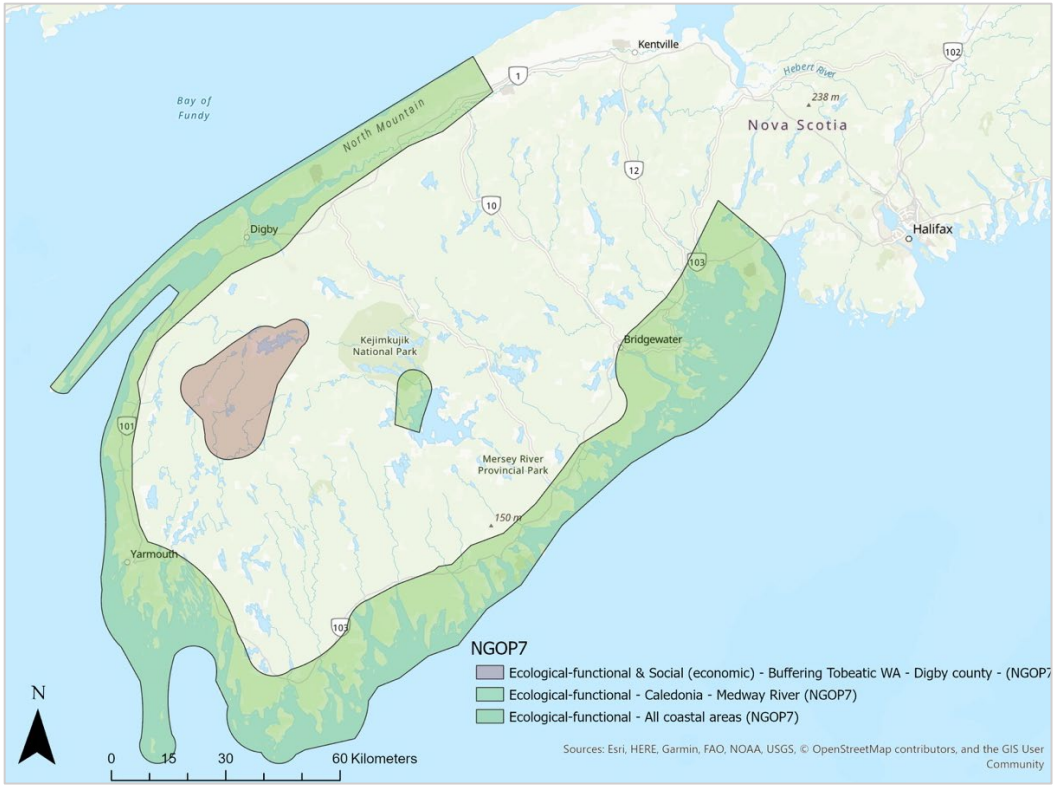 Kentville
102
1
Hebert River
Bay of
Fundy
238 m
North Mountain
Nova Scotia
12
10
Digby
Halifax
103
Bridgewater
Kejimkujik
National Park
101
Mersey River
Provincial Park
150 m
Yarmouth
103
NGOP7
Ecological-functional & Social (economic) - Buffering Tobeatic WA - Digby county - (NGOP7
Ecological-functional - Caledonia - Medway River (NGOP7)
Ecological-functional - All coastal areas (NGOP7)
N
0 15 30 60 Kilometers
Sources: Esri, HERE, Garmin, FAO, NOAA, USGS, © OpenStreetMap contributors, and the GIS User
Community